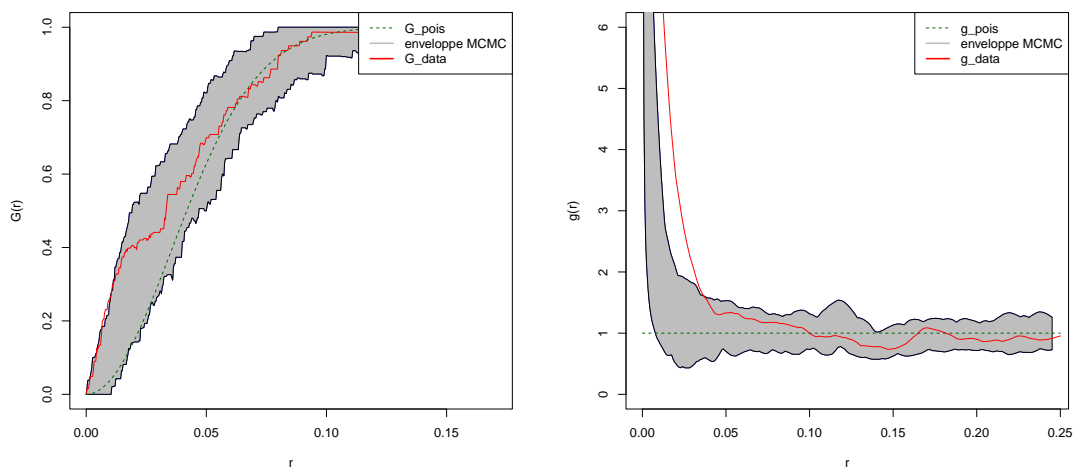 G_pois
enveloppe MCMC
G_data
G(r)
1.0
0.8
0.6
0.4
0.2
0.0
0.00
0.05
0.10
0.15
r
g_pois
enveloppe MCMC
g_data
g(r)
6
5
4
3
2
1
0
0.00
0.05
0.10
0.15
0.20
0.25
r